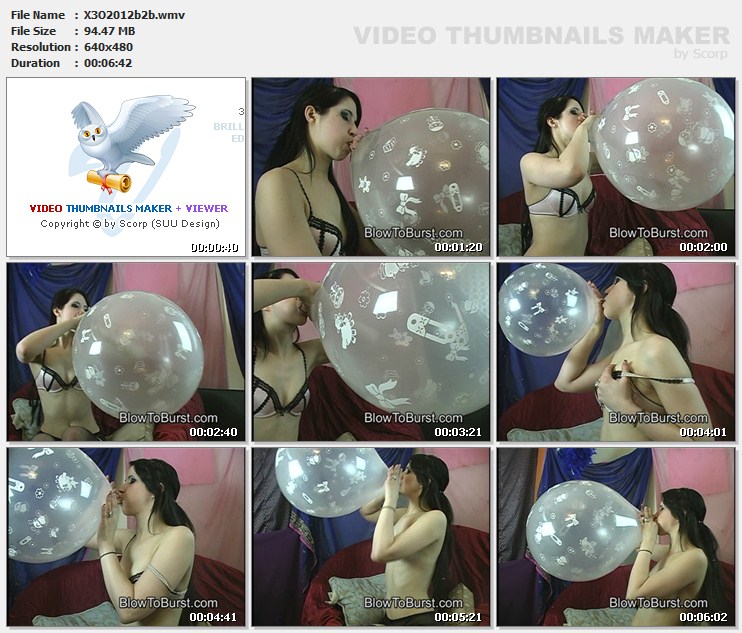 File Name : X3O2012b2b.wmv
File Size : 94.47 MB
Resolution : 640x480
Duration : 00:06:42
VIDEO THUMBNAILS MAKER
by Scorp
3
BRILL
ED
VIDEO THUMBNAILS MAKER + VIEWER
Copyright © by Scorp (SUU Design)
00:00:40
BlowToBurst.com
00:01:20
BlowToBurst.com
00:02:00
BlowToBurst.com
00:02:40
BlowToBurst.com
00:03:21
BlowToBurst.com
00:04:01
BlowToBurst.com
00:04:41
BlowToBurst.com
00:05:21
BlowToBurst.com
00:06:02